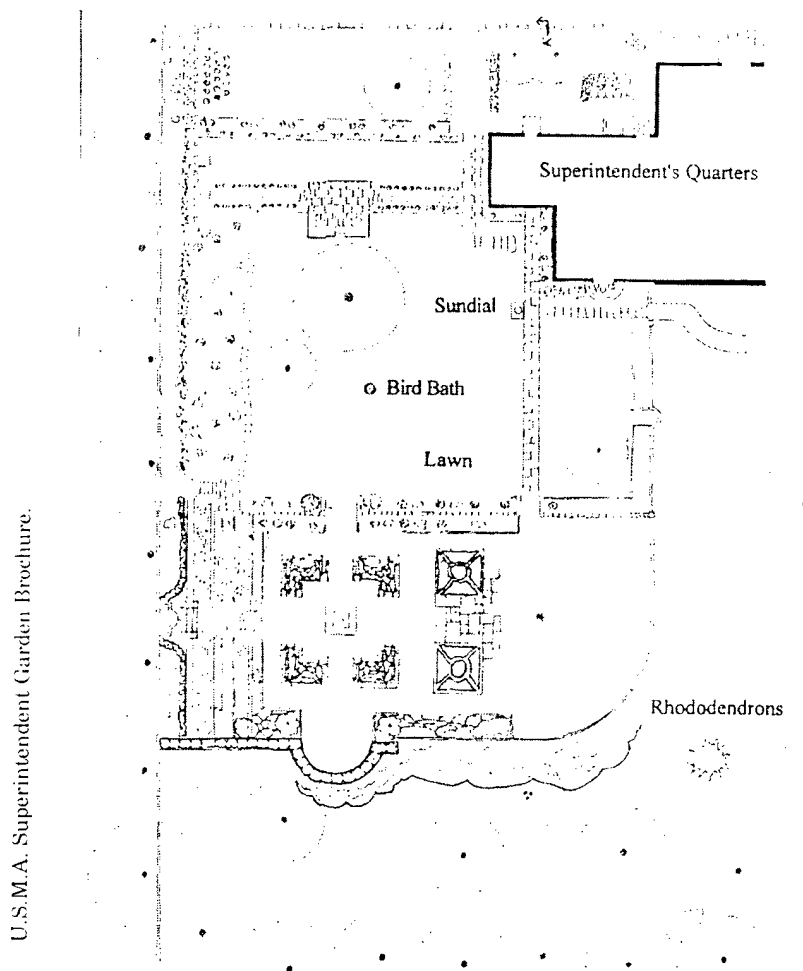 Superintendent's Quarters
Sundial
Bird Bath
Lawn
Rhododendrons
U.S.M.A. Superintendent Garden Brochure.